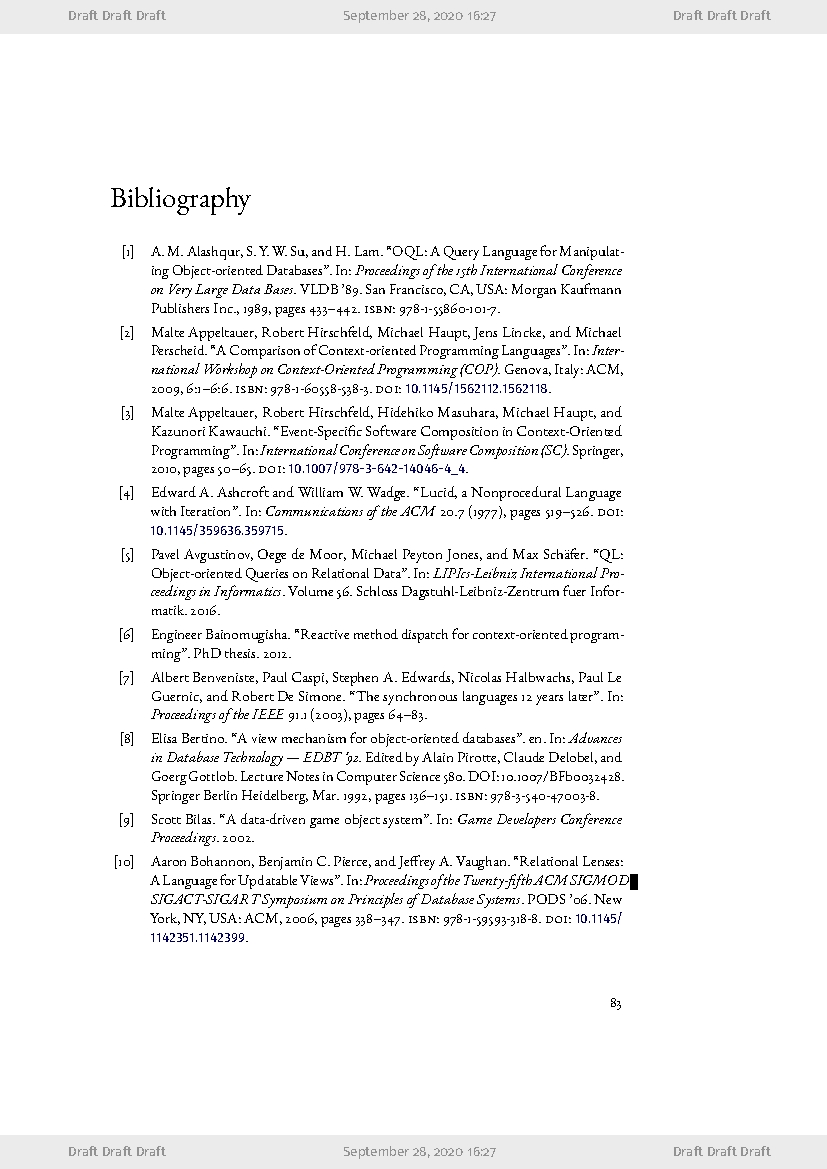 Draft Draft Draft September 28, 2020 16:27 Draft Draft Draft
Bibliography
[1] A. M. Alashqur, S. Y. W. Su, and H. Lam. “OQL: A Query Language for Manipulat-
ing Object-oriented Databases”. In: Proceedings of the 15th International Conference
on Very Large Data Bases. VLDB ’89. San Francisco, CA, USA: Morgan Kaufmann
Publishers Inc., 1989, pages 433–442. ISBN: 978-1-55860-101-7.
[2] Malte Appeltauer, Robert Hirschfeld, Michael Haupt, Jens Lincke, and Michael
Perscheid. “A Comparison of Context-oriented Programming Languages”. In: Inter-
national Workshop on Context-Oriented Programming (COP). Genova, Italy: ACM,
2009, 6:1–6:6. ISBN: 978-1-60558-538-3. DOI: 10.1145/1562112.1562118.
[3] Malte Appeltauer, Robert Hirschfeld, Hidehiko Masuhara, Michael Haupt, and
Kazunori Kawauchi. “Event-Specific Software Composition in Context-Oriented
Programming”. In: International Conference on Software Composition (SC). Springer,
2010, pages 50–65. DOI: 10.1007/978-3-642-14046-4_4.
[4] Edward A. Ashcroft and William W. Wadge. “Lucid, a Nonprocedural Language
with Iteration”. In: Communications of the ACM 20.7 (1977), pages 519–526. DOI:
10.1145/359636.359715.
[5] Pavel Avgustinov, Oege de Moor, Michael Peyton Jones, and Max Schäfer. “QL:
Object-oriented Queries on Relational Data”. In: LIPIcs-Leibniz International Pro-
ceedings in Informatics. Volume 56. Schloss Dagstuhl-Leibniz-Zentrum fuer Infor-
matik. 2016.
[6] Engineer Bainomugisha. “Reactive method dispatch for context-oriented program-
ming”. PhD thesis. 2012.
[7] Albert Benveniste, Paul Caspi, Stephen A. Edwards, Nicolas Halbwachs, Paul Le
Guernic, and Robert De Simone. “The synchronous languages 12 years later”. In:
Proceedings of the IEEE 91.1 (2003), pages 64–83.
[8] Elisa Bertino. “A view mechanism for object-oriented databases”. en. In: Advances
in Database Technology — EDBT ’92. Edited by Alain Pirotte, Claude Delobel, and
Goerg Gottlob. Lecture Notes in Computer Science 580. DOI: 10.1007/BFb0032428.
Springer Berlin Heidelberg, Mar. 1992, pages 136–151. ISBN: 978-3-540-47003-8.
[9] Scott Bilas. “A data-driven game object system”. In: Game Developers Conference
Proceedings. 2002.
[10] Aaron Bohannon, Benjamin C. Pierce, and Jeffrey A. Vaughan. “Relational Lenses:
A Language for Updatable Views”. In: Proceedings of the Twenty-fifth ACM SIGMOD
SIGACT-SIGART Symposium on Principles of Database Systems. PODS ’06. New
York, NY, USA: ACM, 2006, pages 338–347. ISBN: 978-1-59593-318-8. DOI: 10.1145/
1142351.1142399.
83
Draft Draft Draft September 28, 2020 16:27 Draft Draft Draft